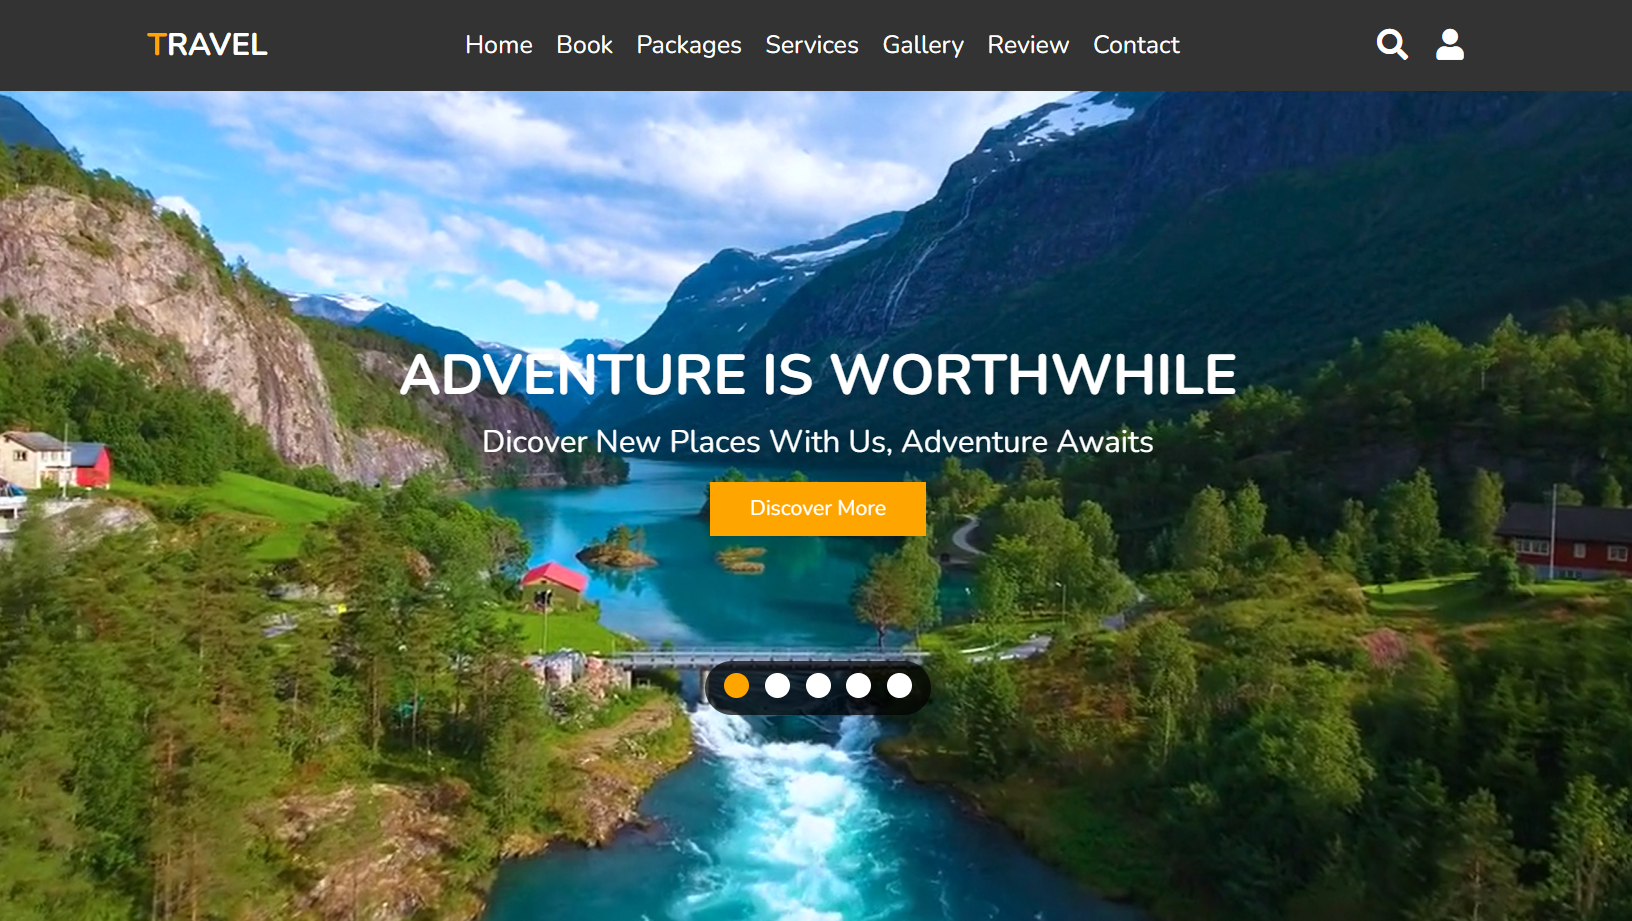 TRAVEL
Home Book Packages Services Gallery Review Contact
ADVENTURE IS WORTHWHILE
Dicover New Places With Us, Adventure Awaits
Discover More